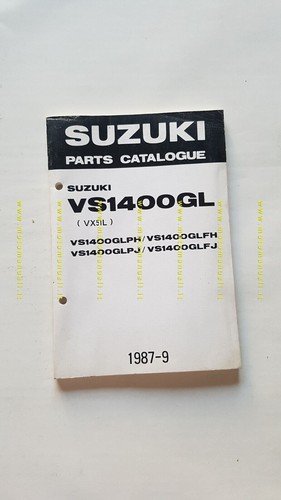 SUZUKI
PARTS CATALOGUE
SUZUKI
VS1400GL
( VX51L )
VS1400GLPH/VS1400GLFH
VS1400GLPJ/VS1400GLFJ
1987-9